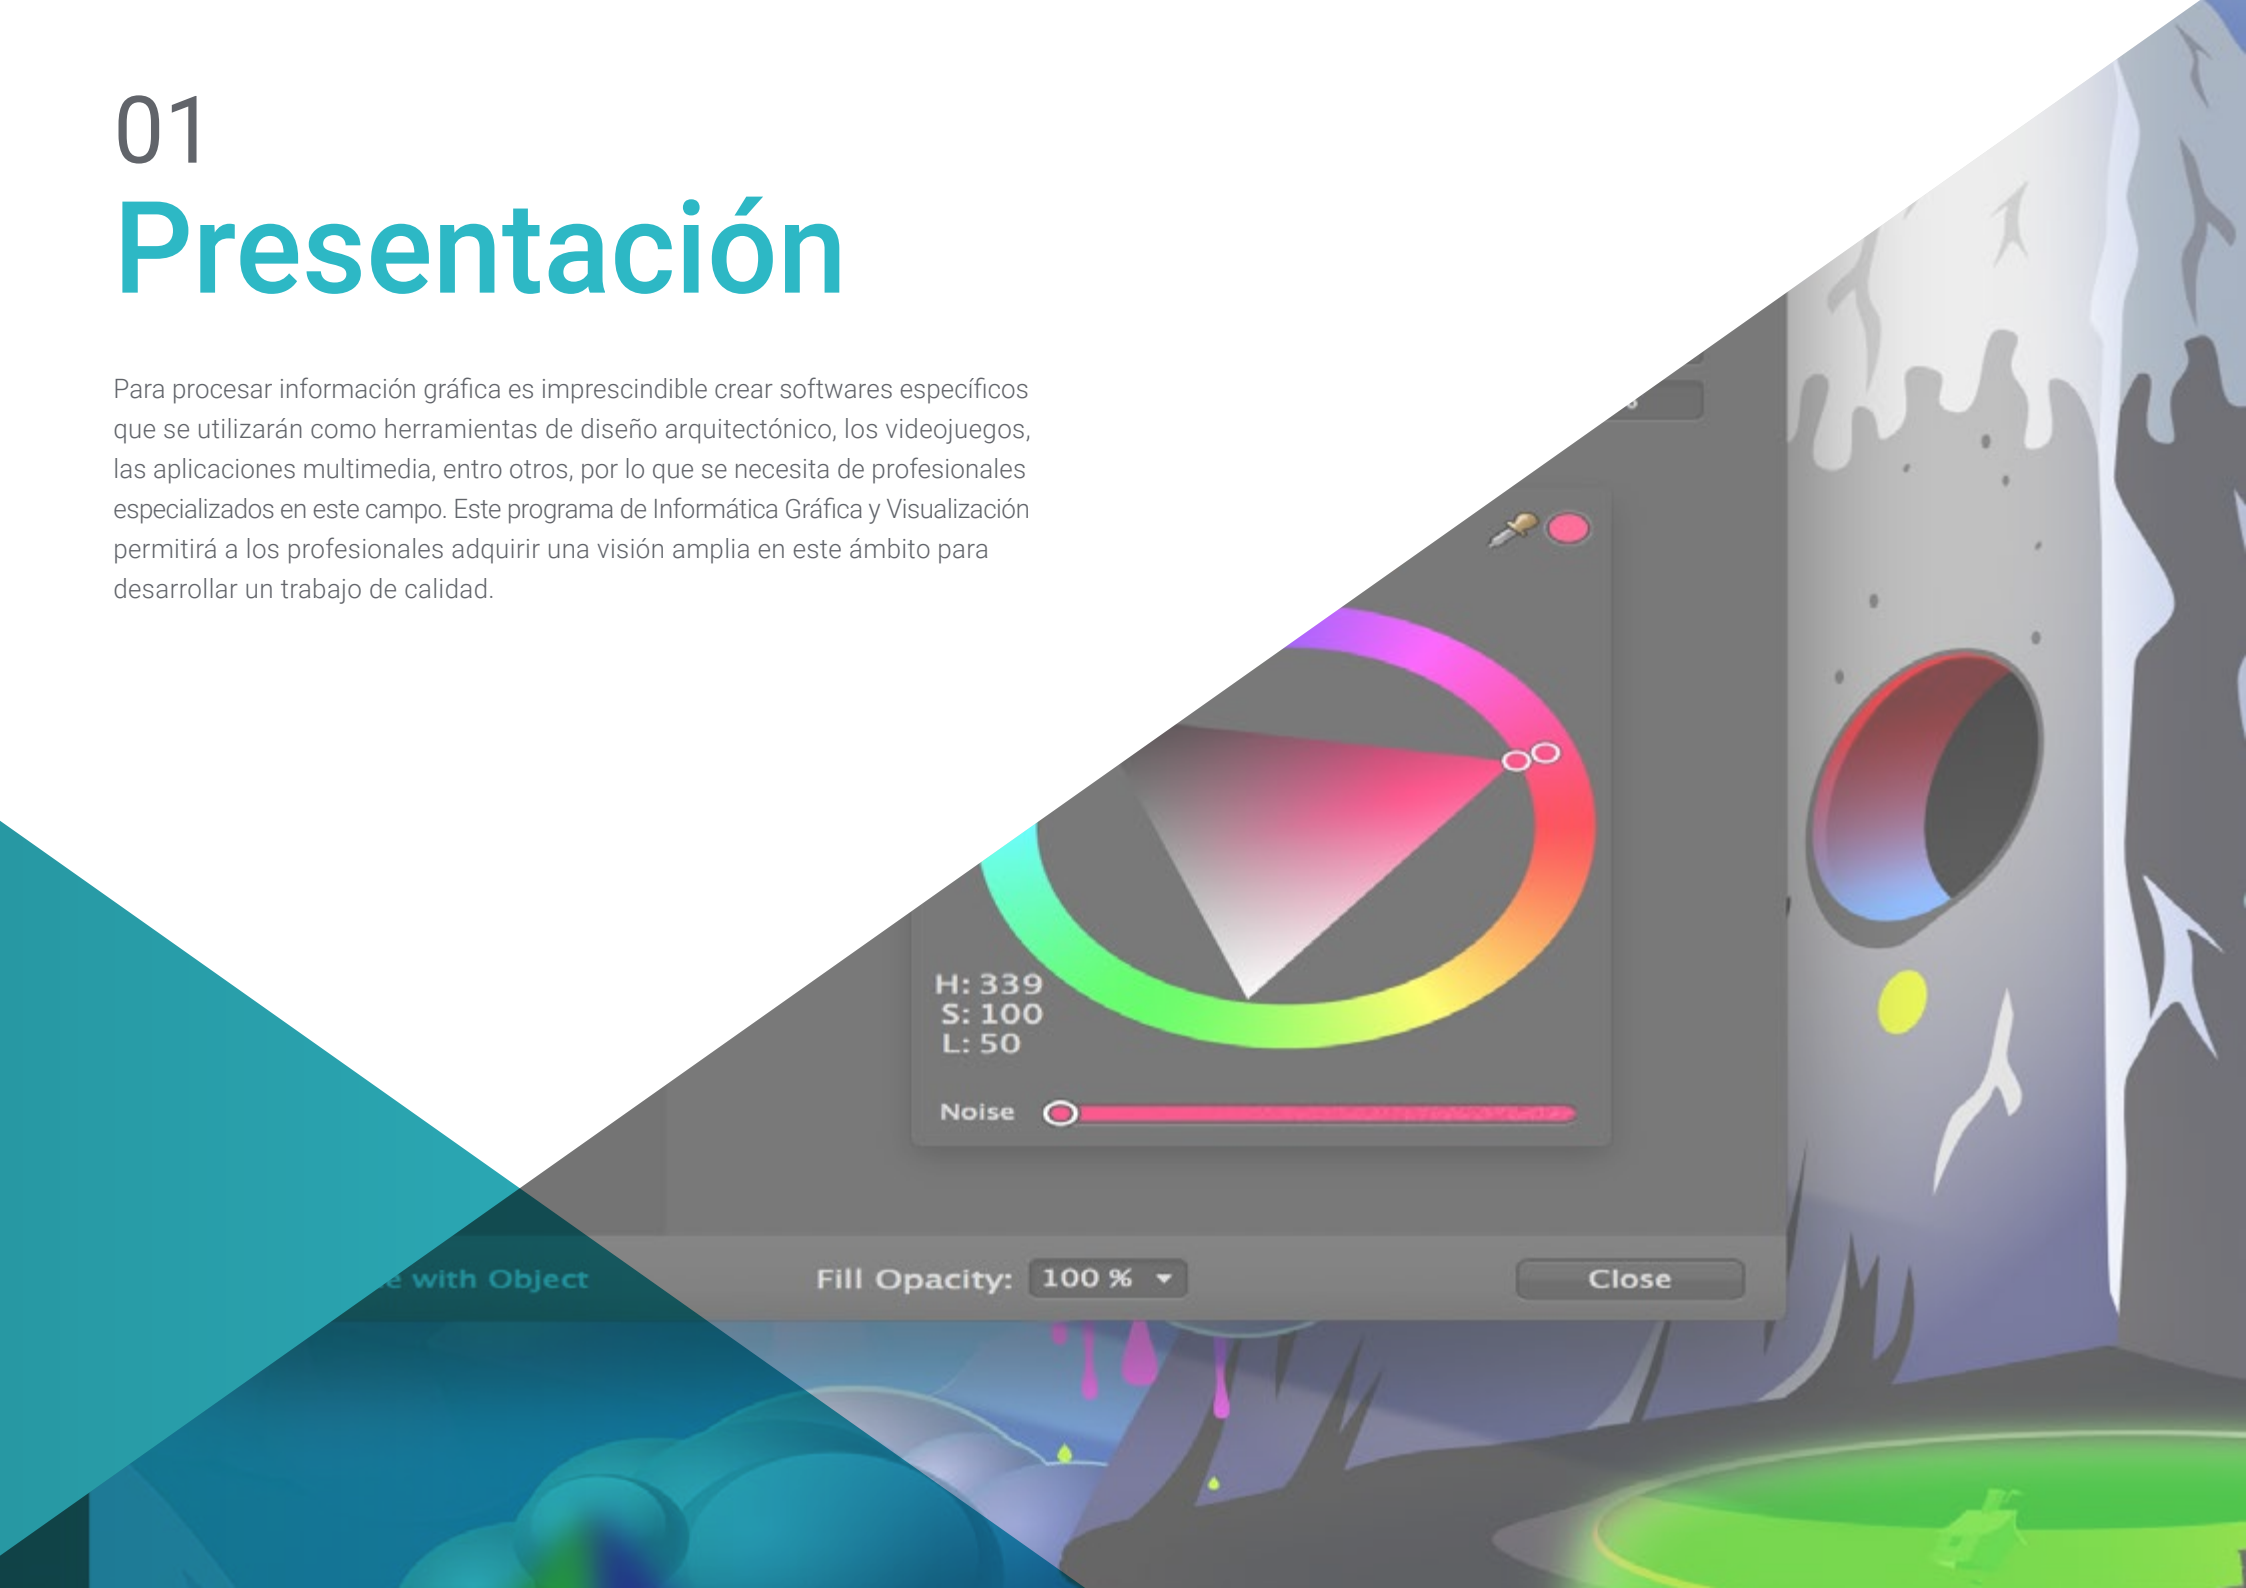 01
Presentación
Para procesar información gráfica es imprescindible crear softwares específicos
que se utilizarán como herramientas de diseño arquitectónico, los videojuegos,
las aplicaciones multimedia, entro otros, por lo que se necesita de profesionales
especializados en este campo. Este programa de Informática Gráfica y Visualización
permitirá a los profesionales adquirir una visión amplia en este ámbito para
desarrollar un trabajo de calidad.
H: 339
S: 100
L: 50
Noise
with Object
Fill Opacity: 100 %
Close